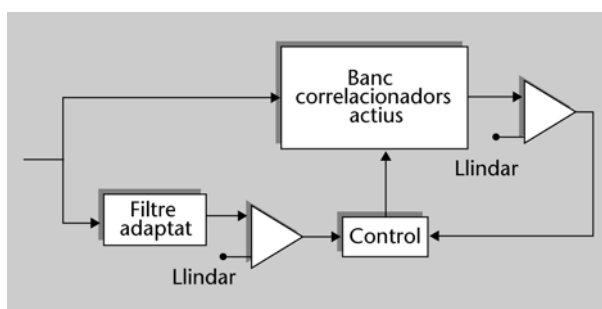 Banc
correlacionadors
actius
Llindar
Filtre
adaptat
Control
Llindar